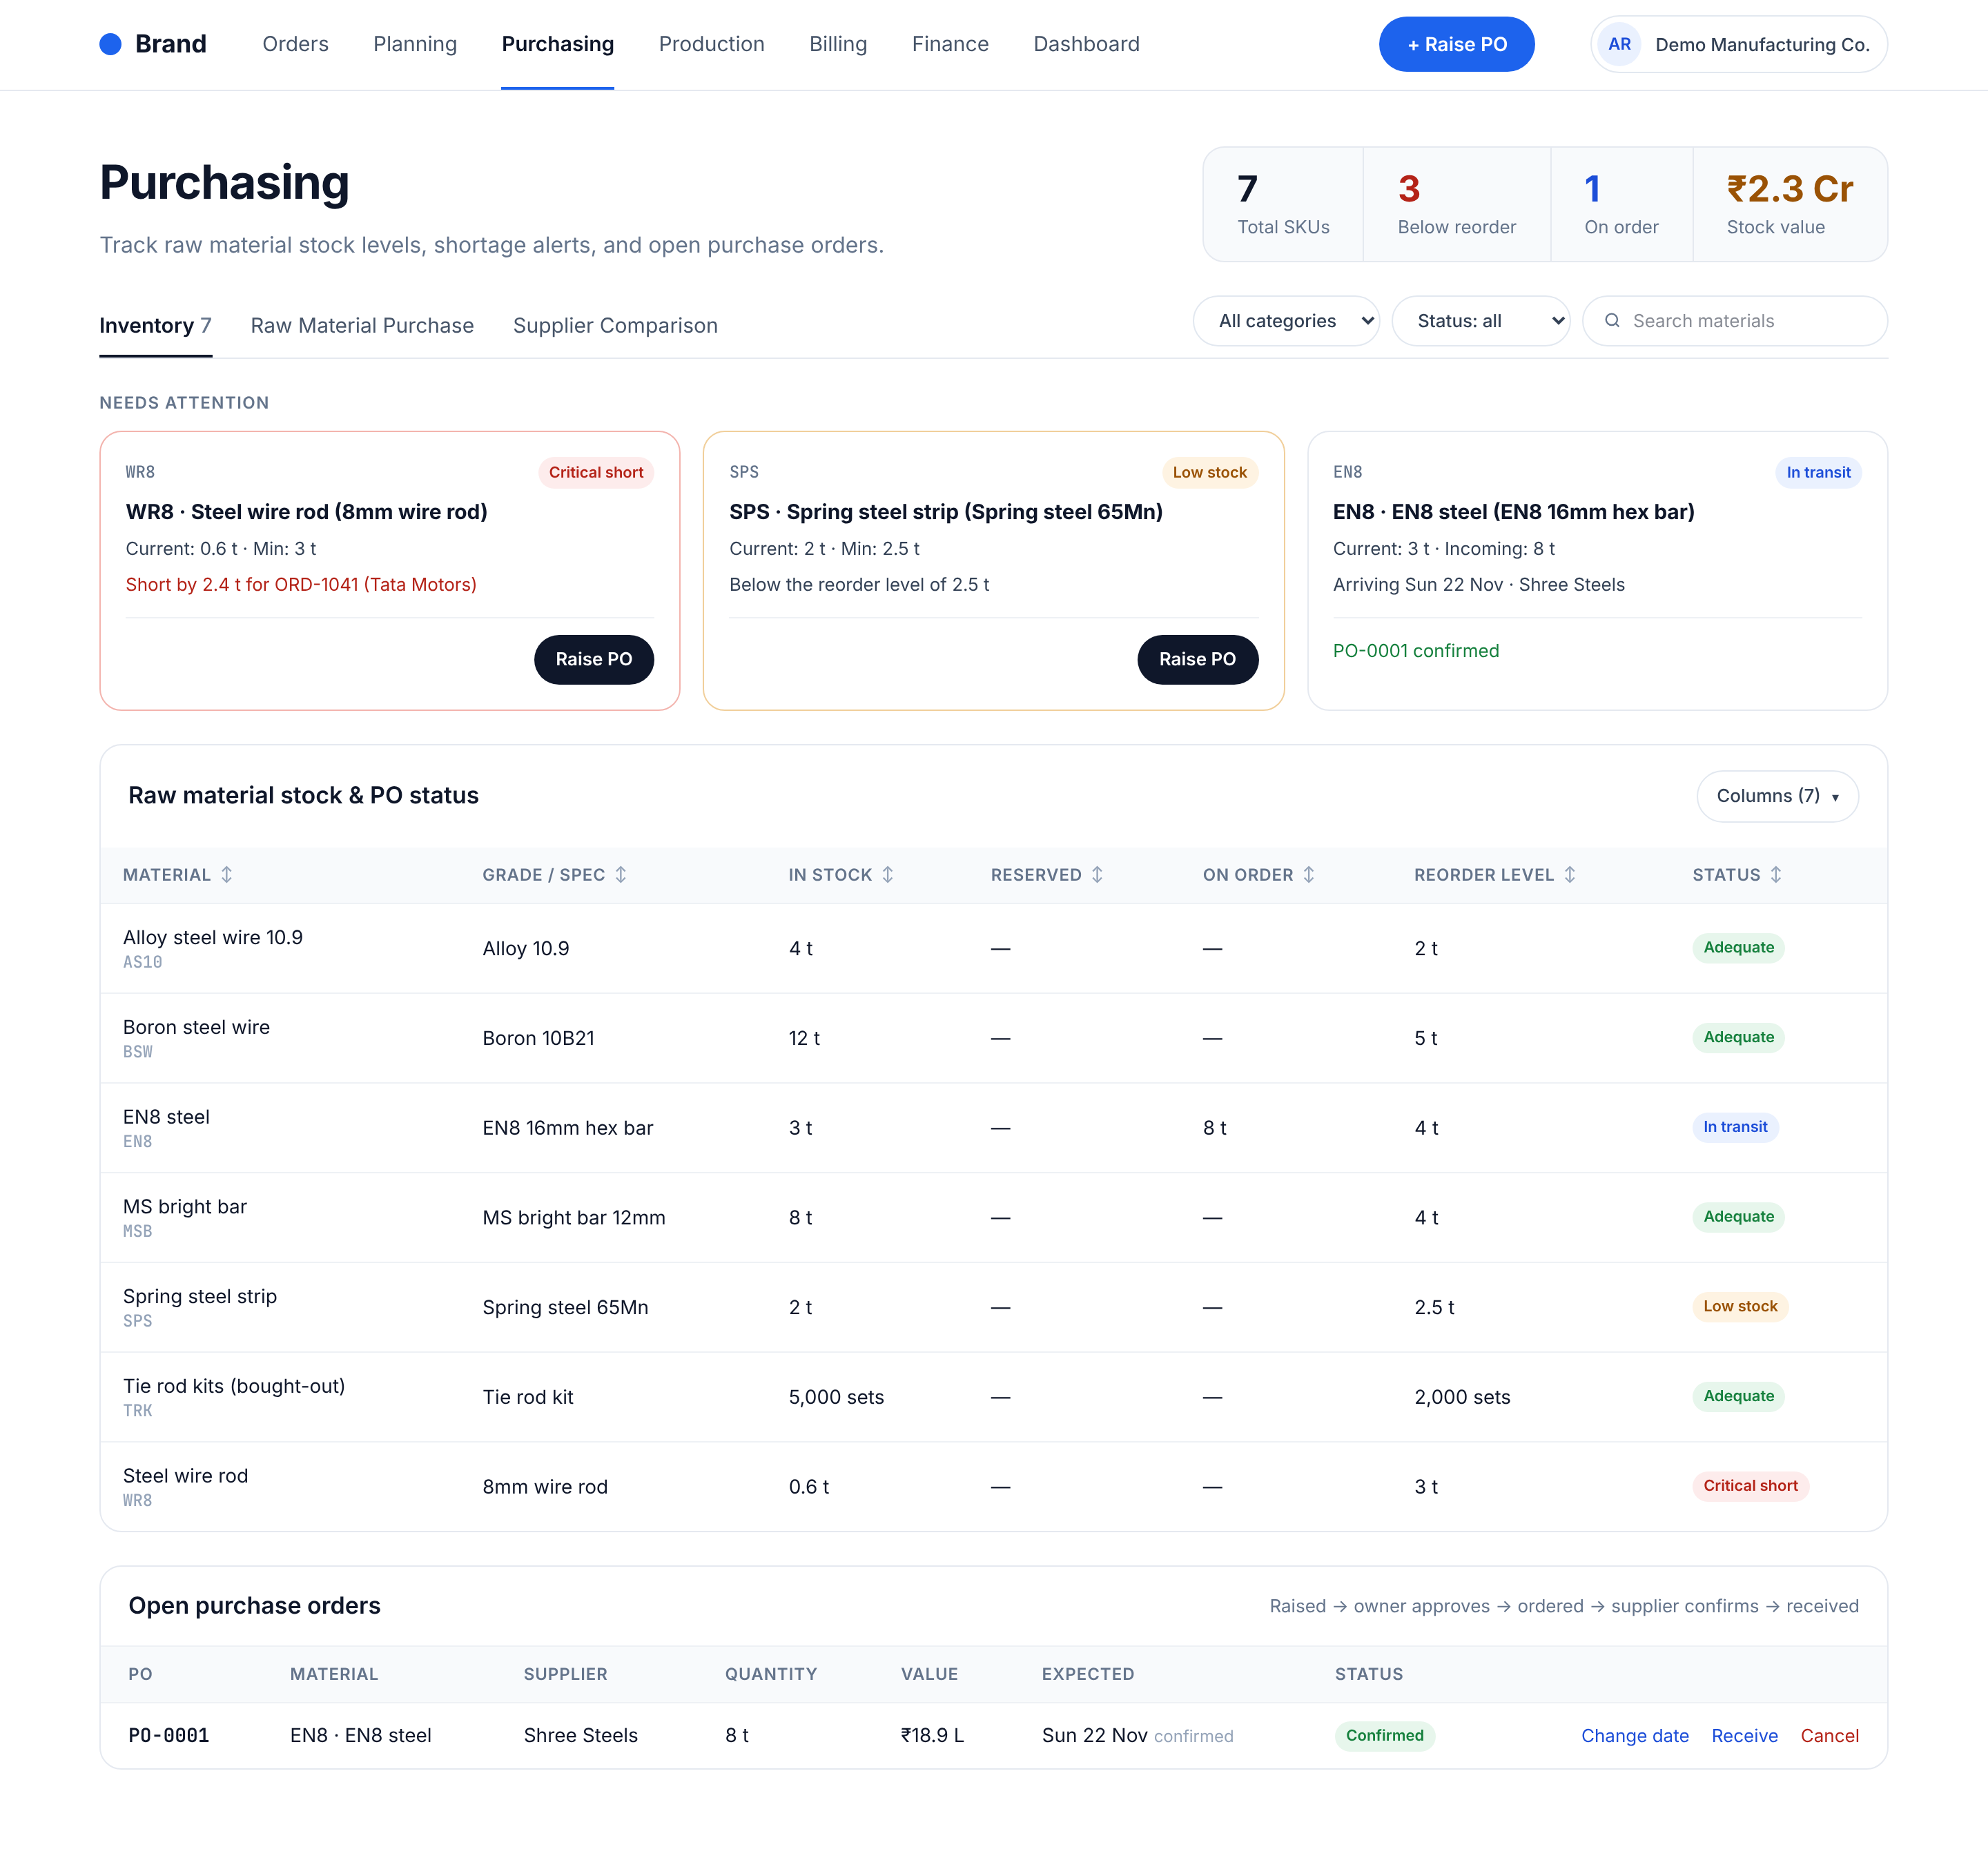 Brand Orders Planning Purchasing Production Billing Finance Dashboard + Raise PO AR Demo Manufacturing Co.
Purchasing
Track raw material stock levels, shortage alerts, and open purchase orders.
7 3 1 ₹2.3 Cr
Total SKUs Below reorder On order Stock value
Inventory 7 Raw Material Purchase Supplier Comparison All categories Status: all Search materials
NEEDS ATTENTION
WR8 Critical short
WR8 · Steel wire rod (8mm wire rod)
Current: 0.6 t · Min: 3 t
Short by 2.4 t for ORD-1041 (Tata Motors)
Raise PO
SPS Low stock
SPS · Spring steel strip (Spring steel 65Mn)
Current: 2 t · Min: 2.5 t
Below the reorder level of 2.5 t
Raise PO
EN8 In transit
EN8 · EN8 steel (EN8 16mm hex bar)
Current: 3 t · Incoming: 8 t
Arriving Sun 22 Nov · Shree Steels
PO-0001 confirmed
Raw material stock & PO status Columns (7) ▾
MATERIAL ↕ GRADE / SPEC ↕ IN STOCK ↕ RESERVED ↕ ON ORDER ↕ REORDER LEVEL ↕ STATUS ↕
Alloy steel wire 10.9 Alloy 10.9 4 t — — 2 t Adequate
AS10
Boron steel wire Boron 10B21 12 t — — 5 t Adequate
BSW
EN8 steel EN8 16mm hex bar 3 t — 8 t 4 t In transit
EN8
MS bright bar MS bright bar 12mm 8 t — — 4 t Adequate
MSB
Spring steel strip Spring steel 65Mn 2 t — — 2.5 t Low stock
SPS
Tie rod kits (bought-out) Tie rod kit 5,000 sets — — 2,000 sets Adequate
TRK
Steel wire rod 8mm wire rod 0.6 t — — 3 t Critical short
WR8
Open purchase orders Raised → owner approves → ordered → supplier confirms → received
PO MATERIAL SUPPLIER QUANTITY VALUE EXPECTED STATUS
PO-0001 EN8 · EN8 steel Shree Steels 8 t ₹18.9 L Sun 22 Nov confirmed Confirmed Change date Receive Cancel